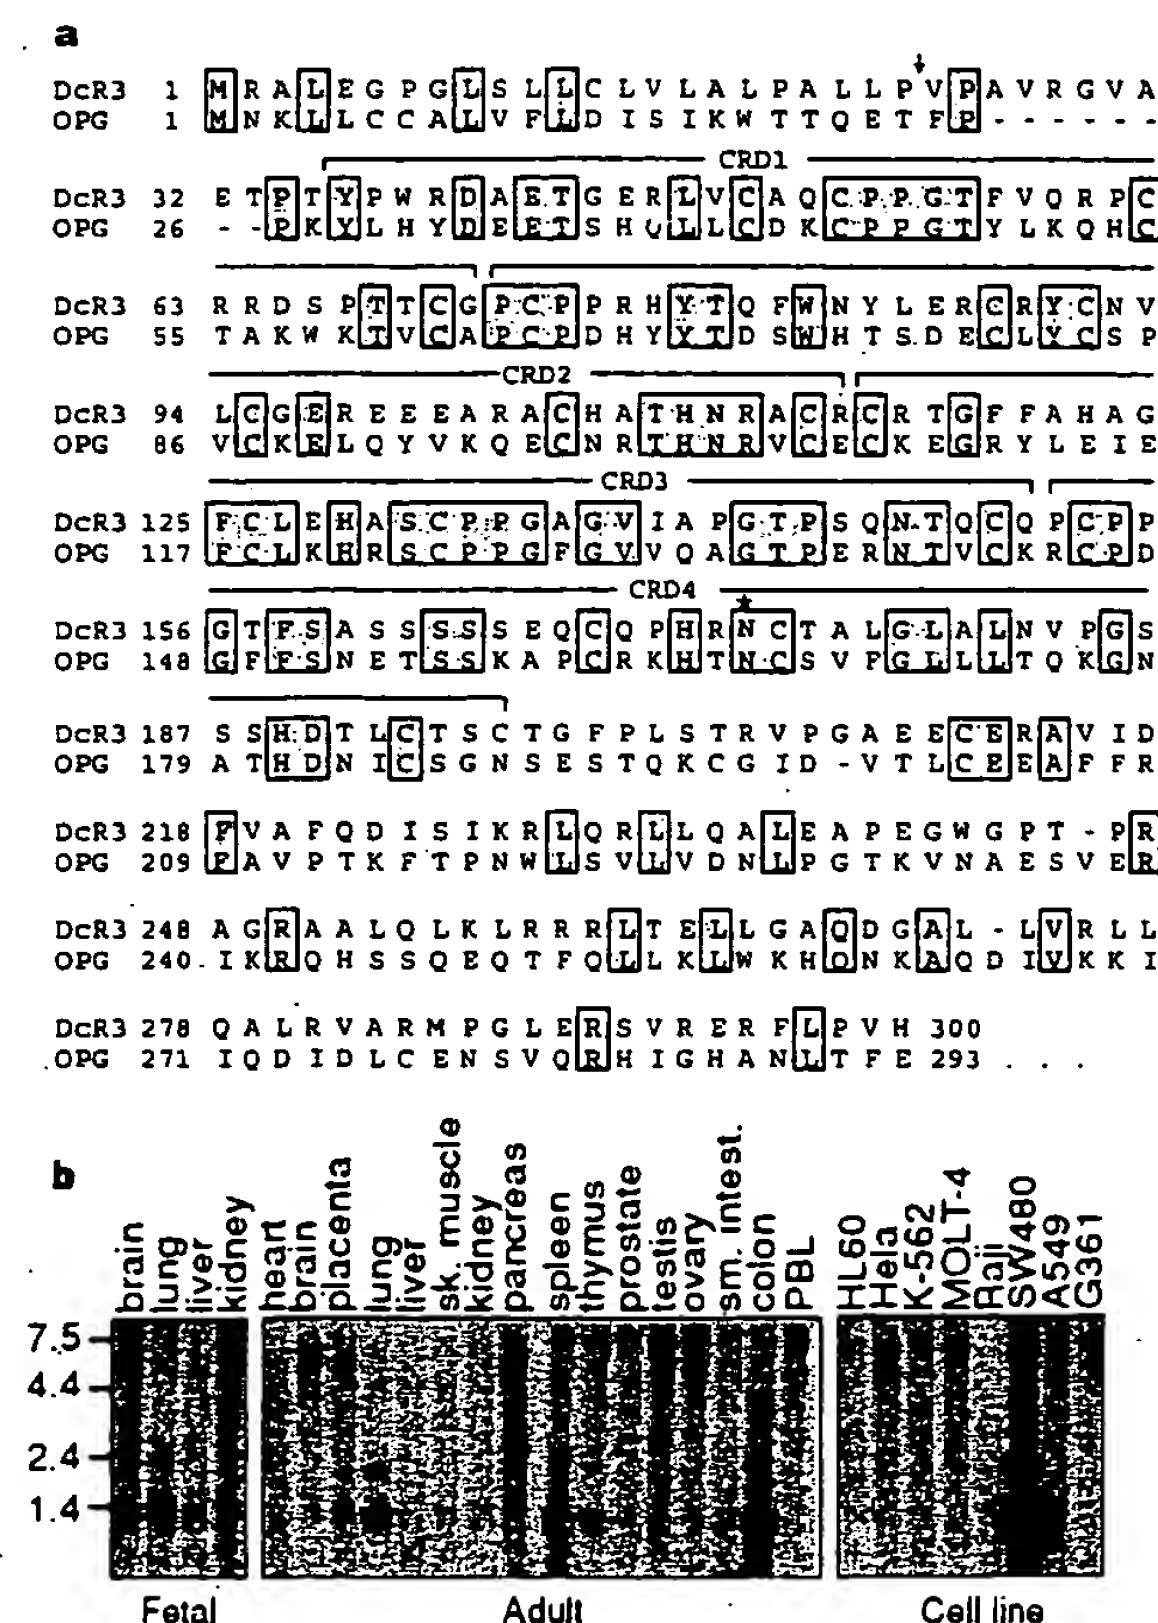 a
DcR3 1 M R A L E G P G L S L L C L V L A L P A L L P V P A V R G V A
OPG 1 M N K L L C C A L V F L D I S I K W T T Q E T F P - - - - - -
CRD1
DcR3 32 E T P T Y P W R D A E T G E R L V C A Q C P P G T F V Q R P C
OPG 26 - - P K Y L H Y D E E T S H Q L L C D K C P P G T Y L K Q H C
DcR3 63 R R D S P T T C G P C P P R H Y T Q F W N Y L E R C R Y C N V
OPG 55 T A K W K T V C A P C P D H Y Y T D S W H T S D E C L Y C S P
CRD2
DcR3 94 L C G E R E E E A R A C H A T H N R A C R C R T G F F A H A G
OPG 86 V C K E L Q Y V K Q E C N R T H N R V C E C K E G R Y L E I E
CRD3
DcR3 125 F C L E H A S C P P G A G V I A P G T P S Q N T Q C Q P C P P
OPG 117 F C L K H R S C P P G F G V V Q A G T P E R N T V C K R C P D
CRD4
DcR3 156 G T F S A S S S S S E Q C Q P H R N C T A L G L A L N V P G S
OPG 148 G F F S N E T S S K A P C R K H T N C S V F G L L L T Q K G N
DcR3 187 S S H D T L C T S C T G F P L S T R V P G A E E C E R A V I D
OPG 179 A T H D N I C S G N S E S T Q K C G I D - V T L C E E A F F R
DcR3 218 F V A F Q D I S I K R L Q R L L Q A L E A P E G W G P T - P R
OPG 209 F A V P T K F T P N W L S V L V D N L P G T K V N A E S V E R
DcR3 248 A G R A A L Q L K L R R R L T E L L G A Q D G A L - L V R L L
OPG 240 I K R Q H S S Q E Q T F Q L L K L W K H Q N K A Q D I V K K I
DcR3 278 Q A L R V A R M P G L E R S V R E R F L P V H 300
OPG 271 I Q D I D L C E N S V Q R H I G H A N L T F E 293 . . .
b
brain lung liver kidney heart brain placenta lung liver sk. muscle kidney pancreas spleen thymus prostate testis ovary sm. intest. colon PBL HL60 Hela K-562 MOLT-4 Raji SW480 A549 G361
7.5
4.4
2.4
1.4
Fetal Adult Cell line